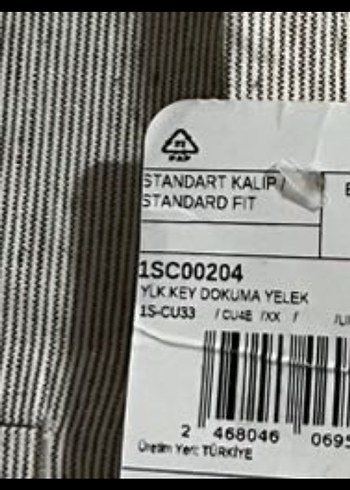 PAP
STANDART KALIP /
STANDARD FIT
1SC00204
YLK.KEY DOKUMA YELEK
1S-CU33 / CU4E /XX /
2 468046 0695
Üretim Yeri: TÜRKİYE